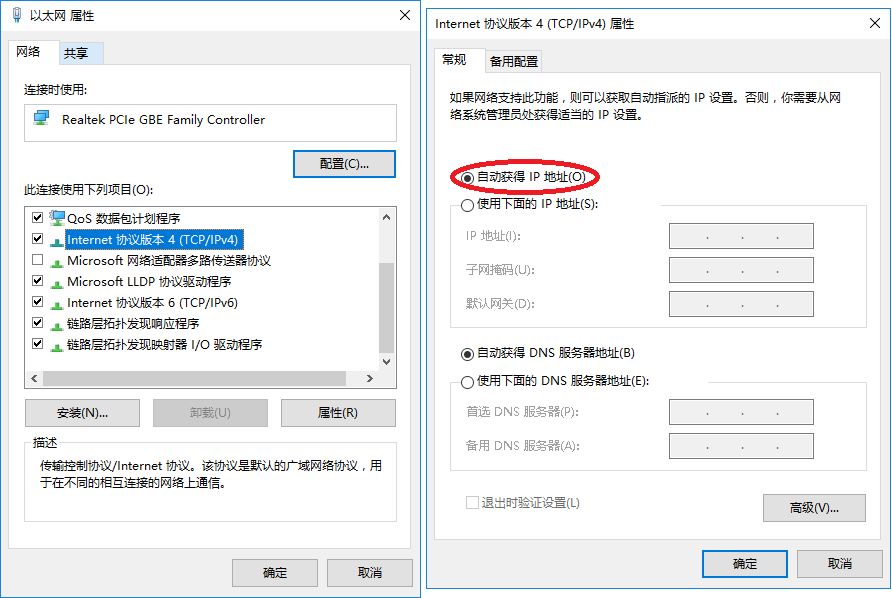 以太网 属性
网络
共享
连接时使用:
Realtek PCIe GBE Family Controller
配置(C)...
此连接使用下列项目(O):
QoS 数据包计划程序
Internet 协议版本 4 (TCP/IPv4)
Microsoft 网络适配器多路传送器协议
Microsoft LLDP 协议驱动程序
Internet 协议版本 6 (TCP/IPv6)
链路层拓扑发现响应程序
链路层拓扑发现映射器 I/O 驱动程序
安装(N)...
卸载(U)
属性(R)
描述
传输控制协议/Internet 协议。该协议是默认的广域网络协议，用
于在不同的相互连接的网络上通信。
确定
取消
Internet 协议版本 4 (TCP/IPv4) 属性
常规
备用配置
如果网络支持此功能，则可以获取自动指派的 IP 设置。否则，你需要从网
络系统管理员处获得适当的 IP 设置。
自动获得 IP 地址(O)
使用下面的 IP 地址(S):
IP 地址(I):
子网掩码(U):
默认网关(D):
自动获得 DNS 服务器地址(B)
使用下面的 DNS 服务器地址(E):
首选 DNS 服务器(P):
备用 DNS 服务器(A):
退出时验证设置(L)
高级(V)...
确定
取消